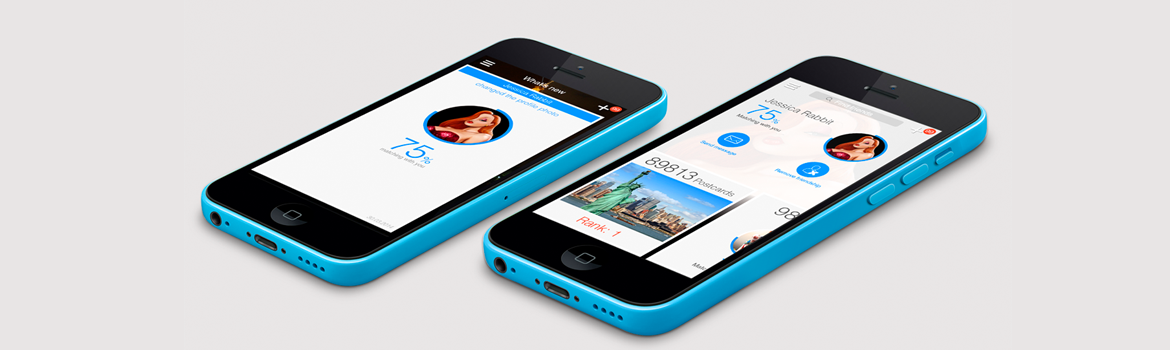 What's new
Jessica Rabbit
changed the profile photo
75%
matching with you
Jessica Rabbit
75%
Matching with you
Send message
Remove friendship
89813 Postcards
Rank: 1
98